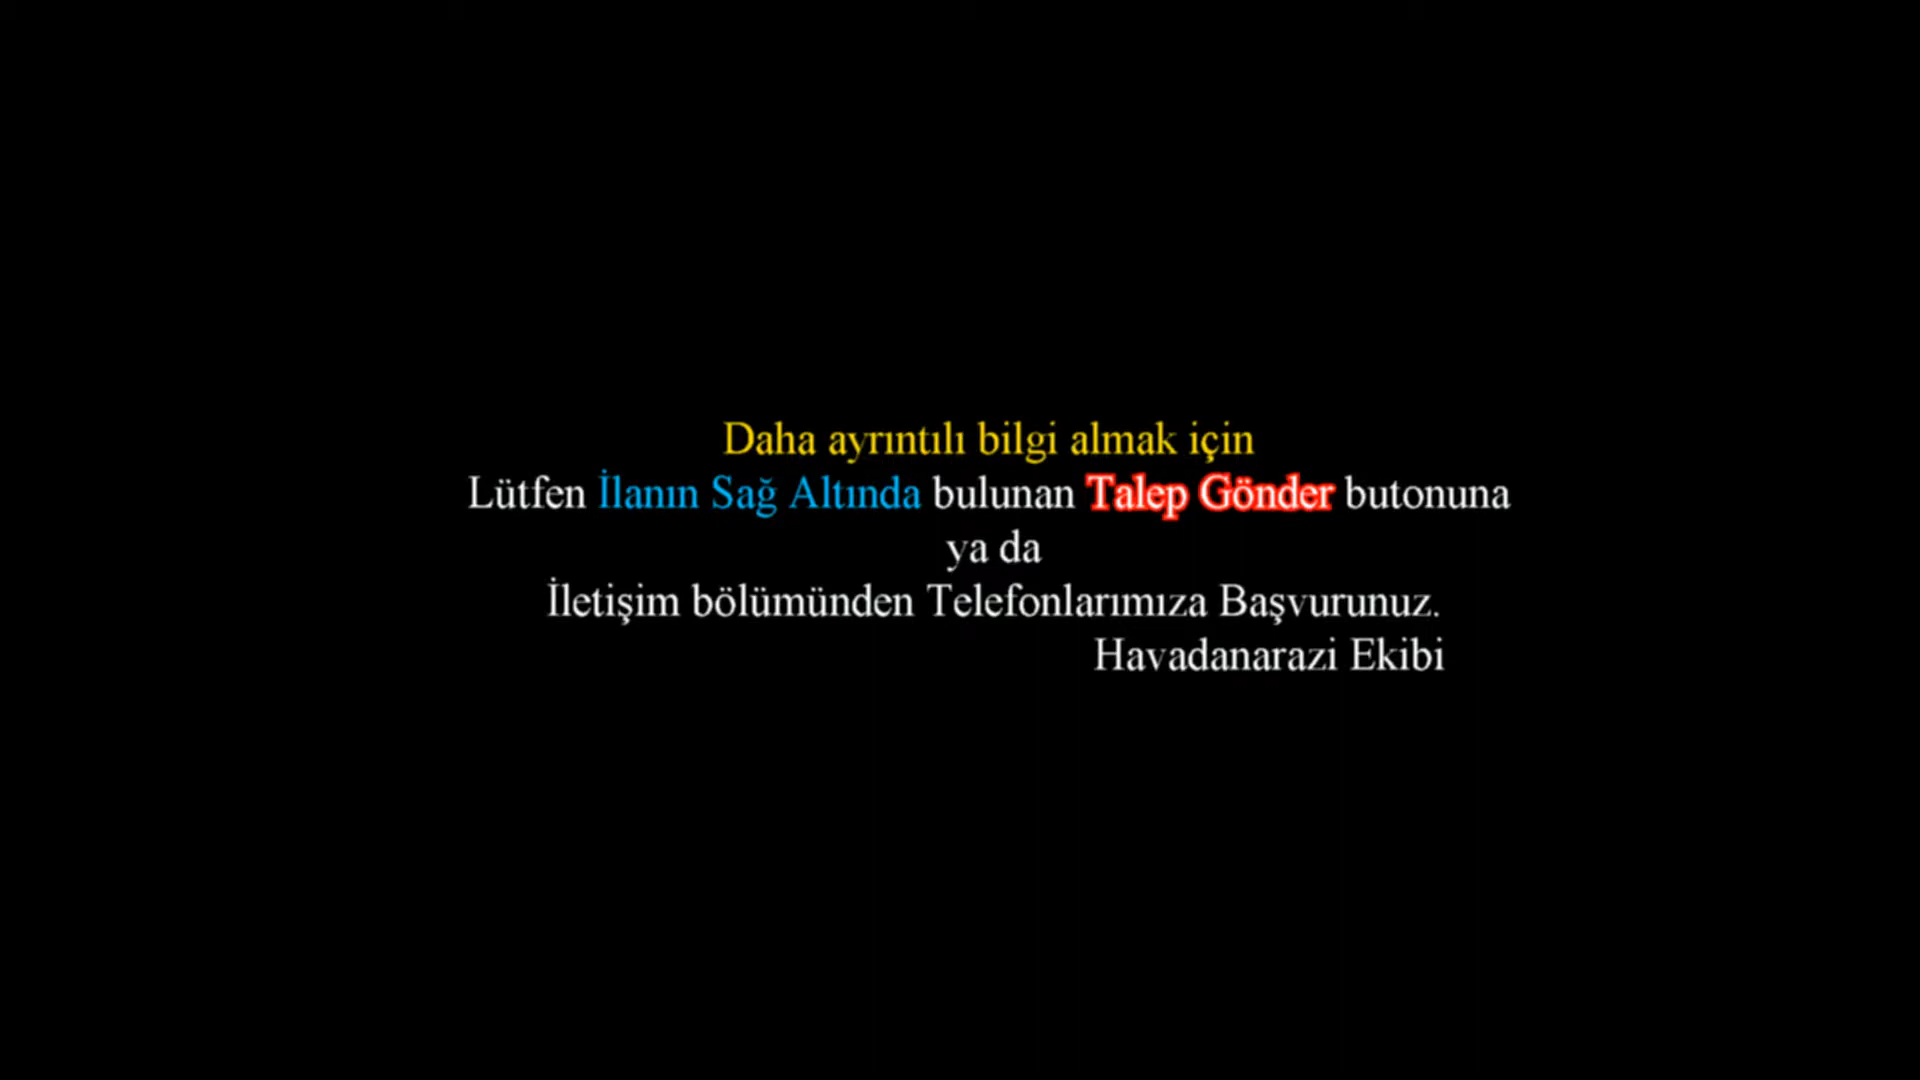 Daha ayrıntılı bilgi almak için
Lütfen İlanın Sağ Altında bulunan Talep Gönder butonuna
ya da
İletişim bölümünden Telefonlarımıza Başvurunuz.
Havadanarazi Ekibi